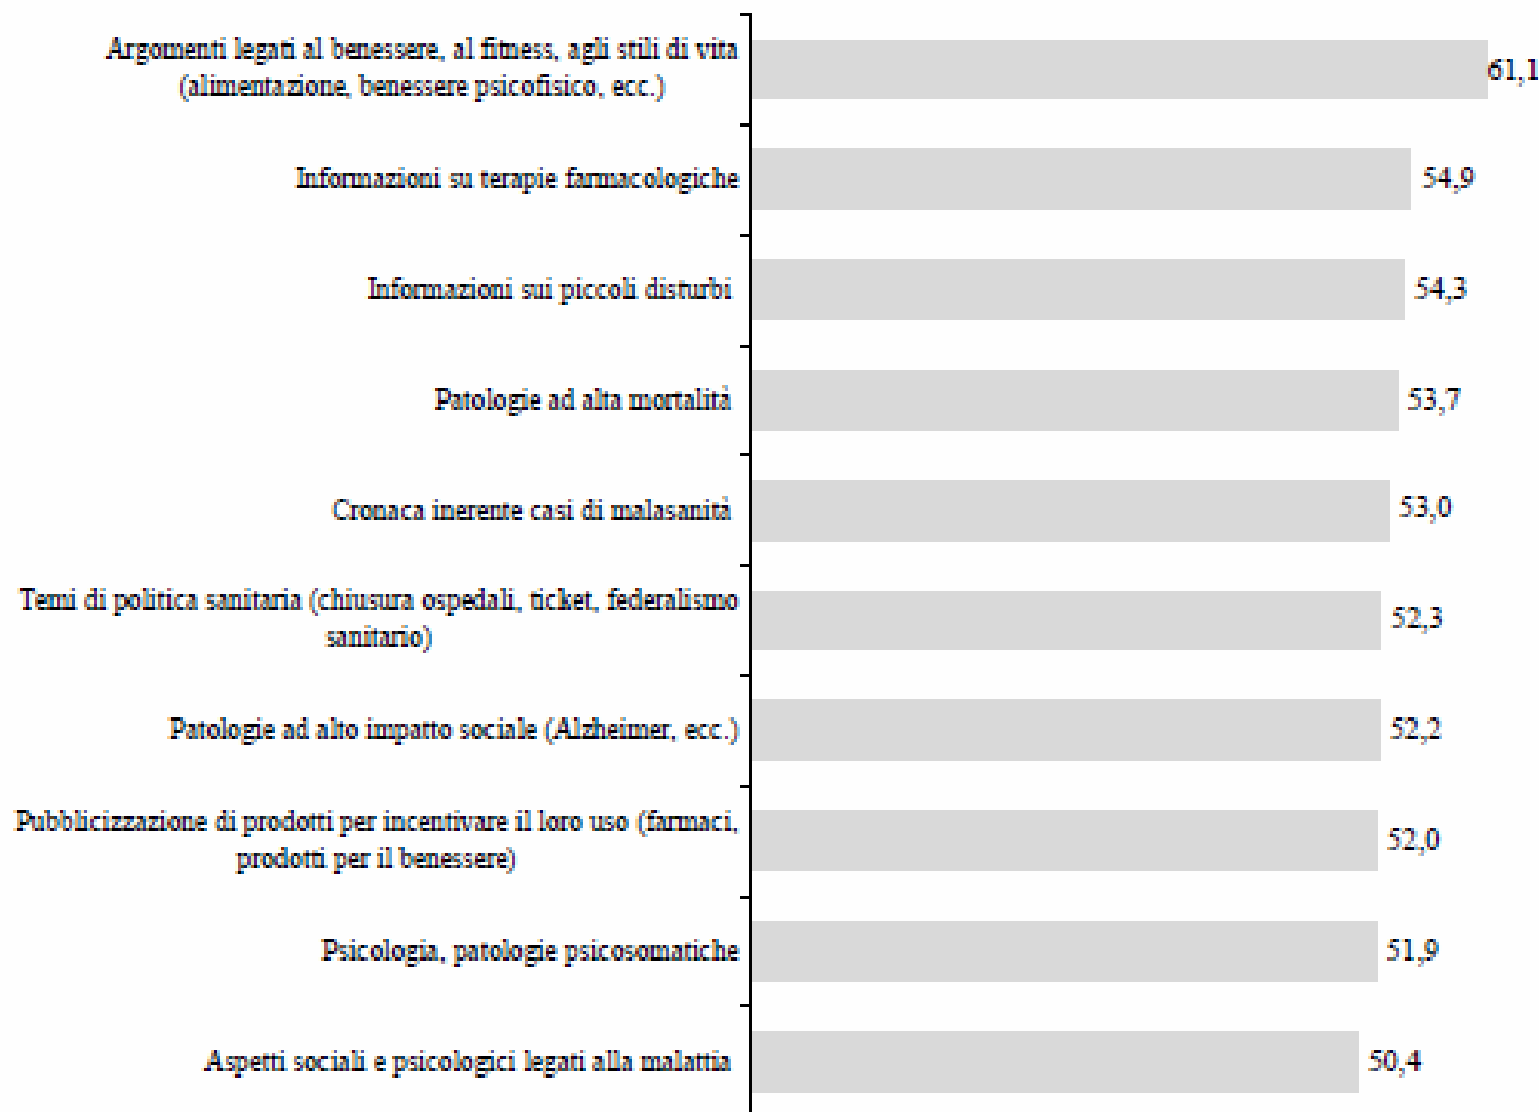 Argomenti legati al benessere, al fitness, agli stili di vita
(alimentazione, benessere psicofisico, ecc.)
61,1
Informazioni su terapie farmacologiche
54,9
Informazioni sui piccoli disturbi
54,3
Patologie ad alta mortalità
53,7
Cronaca inerente casi di malasanità
53,0
Temi di politica sanitaria (chiusura ospedali, ticket, federalismo
sanitario)
52,3
Patologie ad alto impatto sociale (Alzheimer, ecc.)
52,2
Pubblicizzazione di prodotti per incentivare il loro uso (farmaci,
prodotti per il benessere)
52,0
Psicologia, patologie psicosomatiche
51,9
Aspetti sociali e psicologici legati alla malattia
50,4